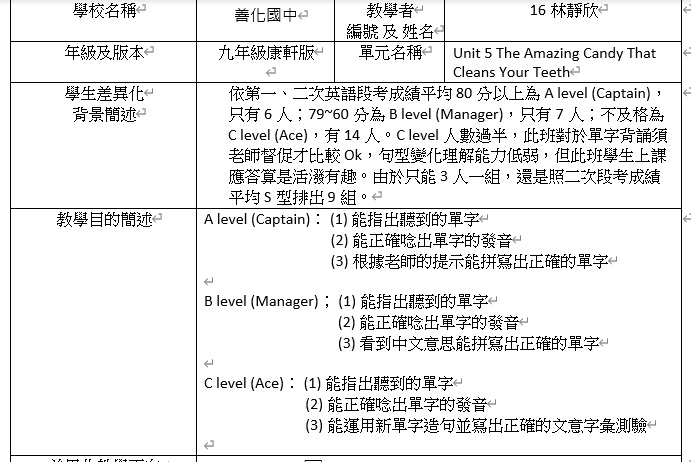 學校名稱 善化國中 教學者 16 林靜欣
編號 及 姓名
年級及版本 九年級康軒版 單元名稱 Unit 5 The Amazing Candy That
Cleans Your Teeth
學生差異化 依第一、二次英語段考成績平均 80 分以上為 A level (Captain)，
背景簡述 只有 6 人；79~60 分為 B level (Manager)，只有 7 人；不及格為
C level (Ace)，有 14 人。C level 人數過半，此班對於單字背誦須
老師督促才比較 Ok，句型變化理解能力低弱，但此班學生上課
應答算是活潑有趣。由於只能 3 人一組，還是照二次段考成績
平均 S 型排出 9 組。
教學目的簡述 A level (Captain)： (1) 能指出聽到的單字
(2) 能正確唸出單字的發音
(3) 根據老師的提示能拼寫出正確的單字
B level (Manager)； (1) 能指出聽到的單字
(2) 能正確唸出單字的發音
(3) 看到中文意思能拼寫出正確的單字
C level (Ace)： (1) 能指出聽到的單字
(2) 能正確唸出單字的發音
(3) 能運用新單字造句並寫出正確的文意字彙測驗